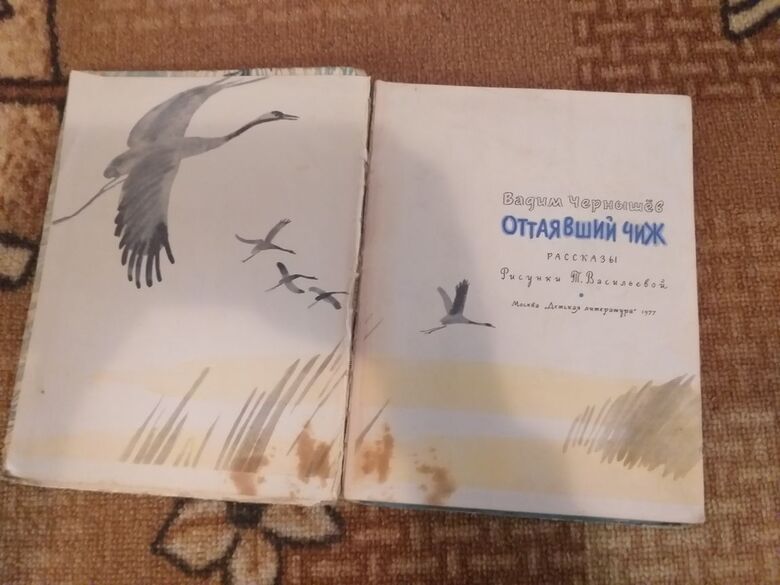 Вадим Чернышёв
ОТТАЯВШИЙ ЧИЖ
РАССКАЗЫ
Рисунки Т. Васильевой
Москва „Детская литература" 1977